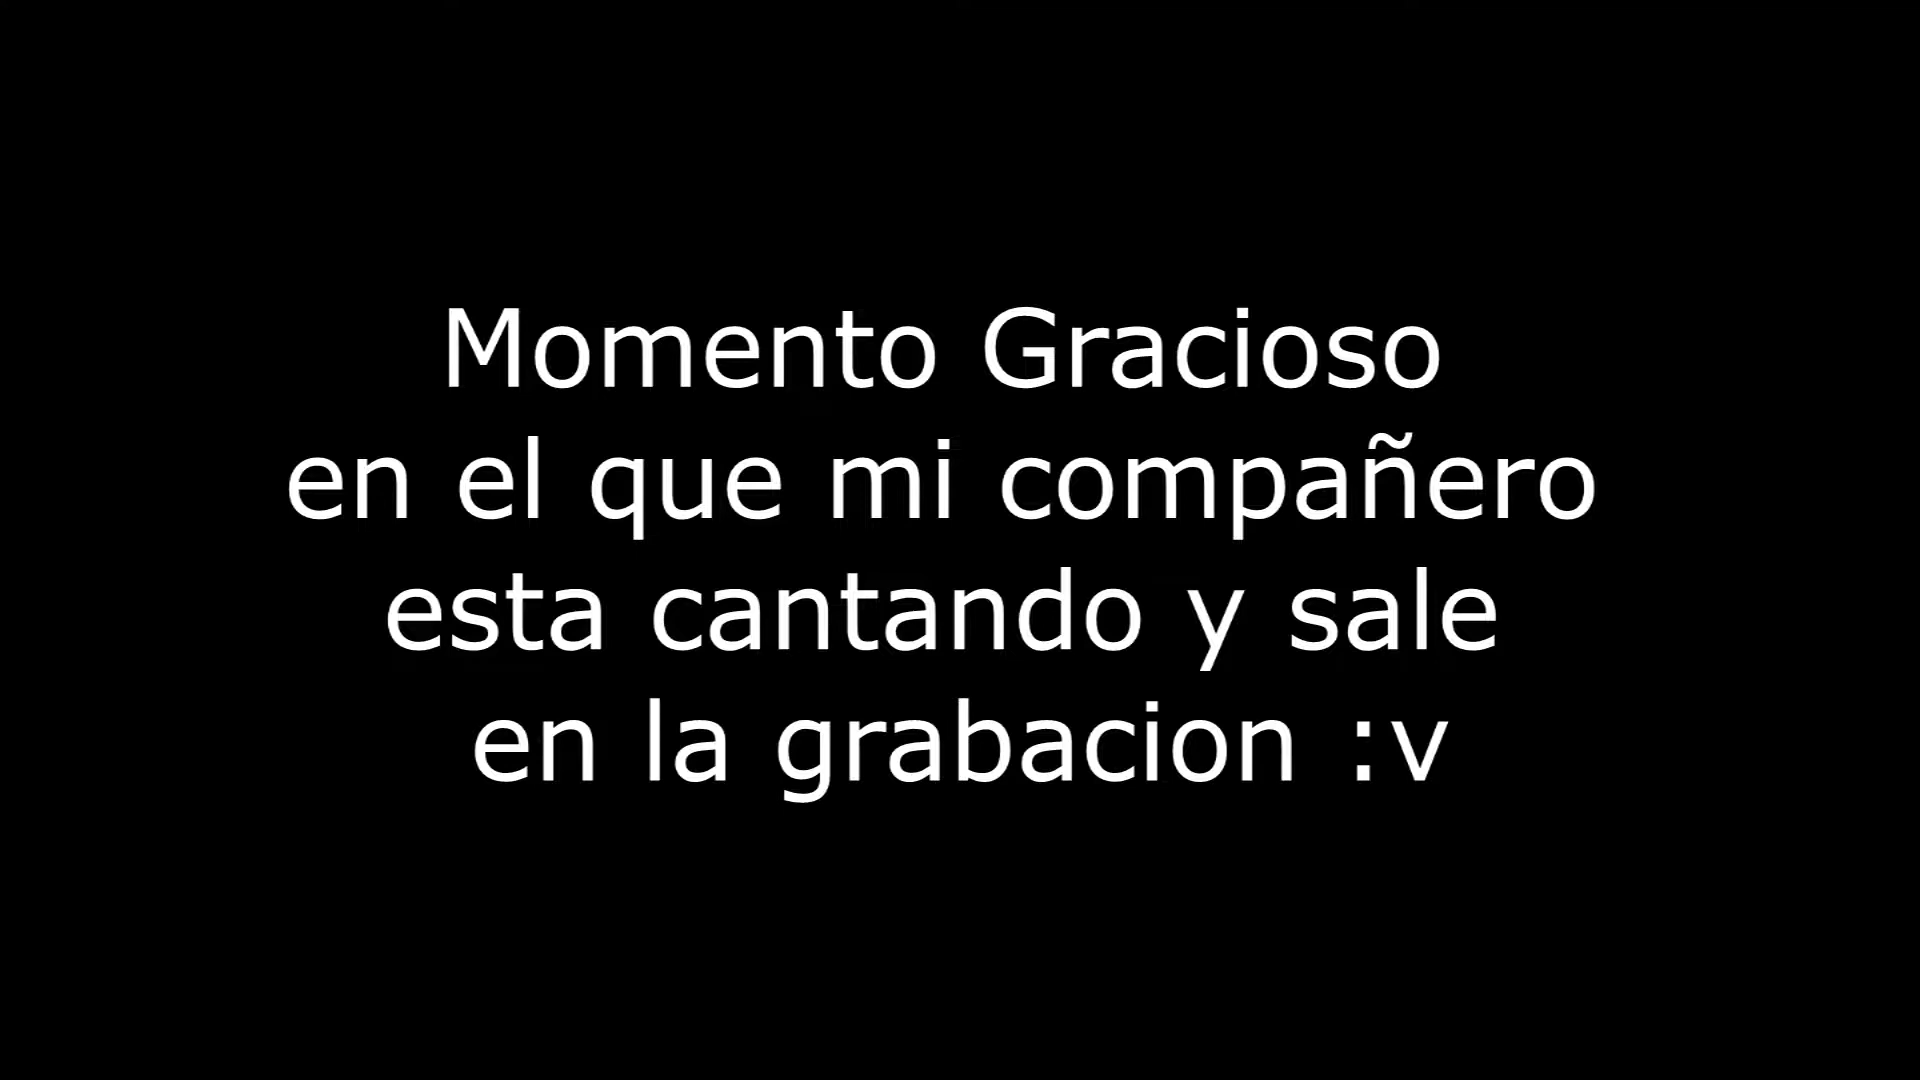 Momento Gracioso
en el que mi compañero
esta cantando y sale
en la grabacion :v